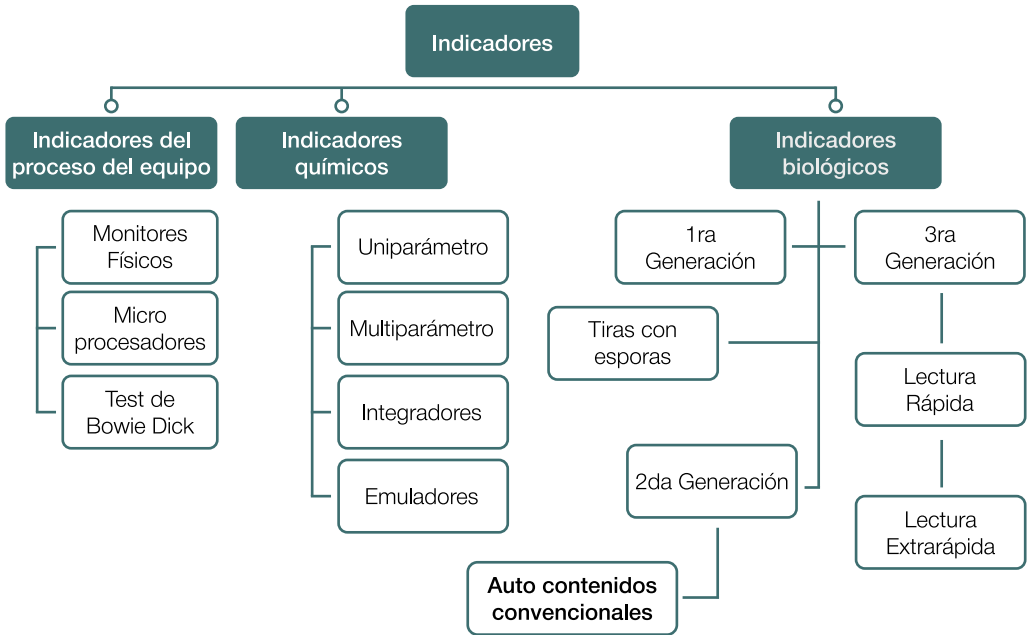 Indicadores
Indicadores del
proceso del equipo
Indicadores
químicos
Indicadores
biológicos
Monitores
Físicos
Micro
procesadores
Test de
Bowie Dick
Uniparámetro
Multiparámetro
Integradores
Emuladores
1ra
Generación
3ra
Generación
Tiras con
esporas
Lectura
Rápida
2da Generación
Lectura
Extrarápida
Auto contenidos
convencionales